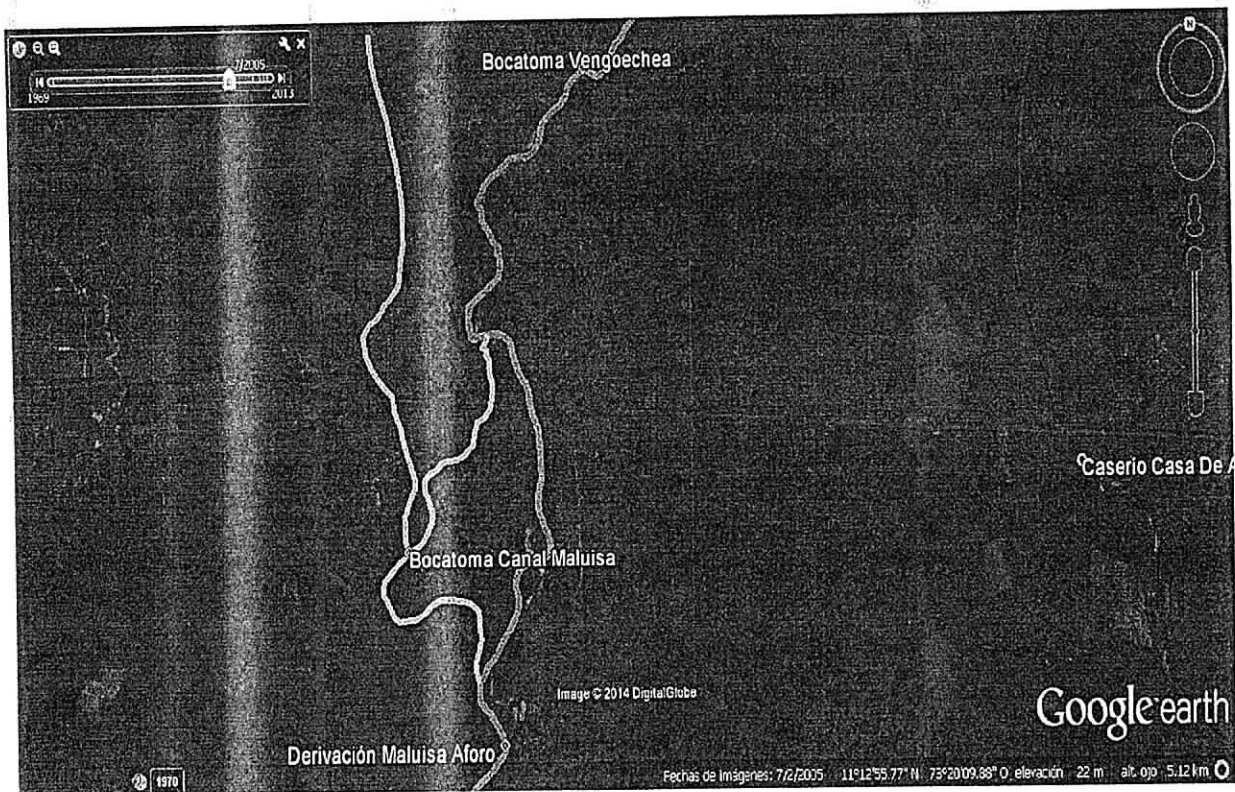 7/2005
1969
2013
N
Bocatoma Vengoechea
Caserio Casa De A
Bocatoma Canal Maluisa
Image © 2014 DigitalGlobe
Google earth
Derivación Maluisa Aforo
1970
Fechas de imágenes: 7/2/2005 11°12'55.77" N 73°20'09.88" O elevación 22 m alt. ojo 5.12 km